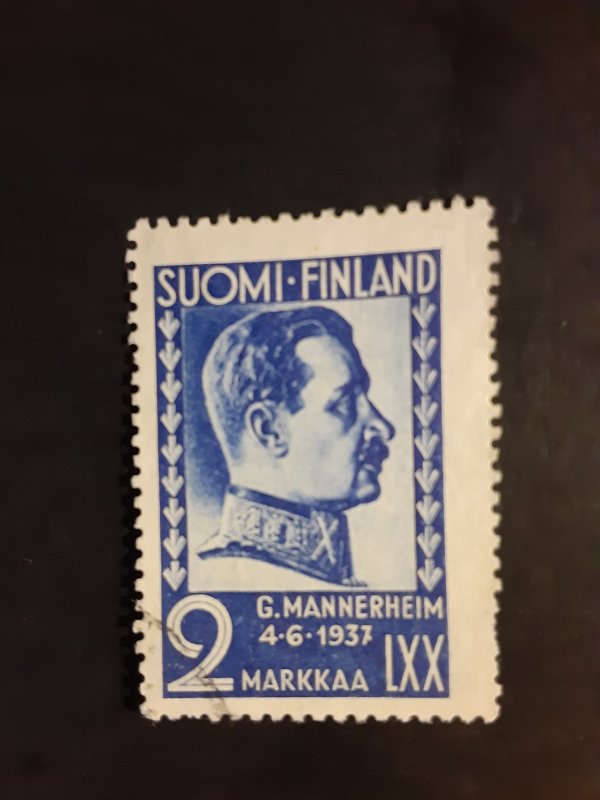 SUOMI·FINLAND
G. MANNERHEIM
4·6·1937
2 MARKKAA LXX